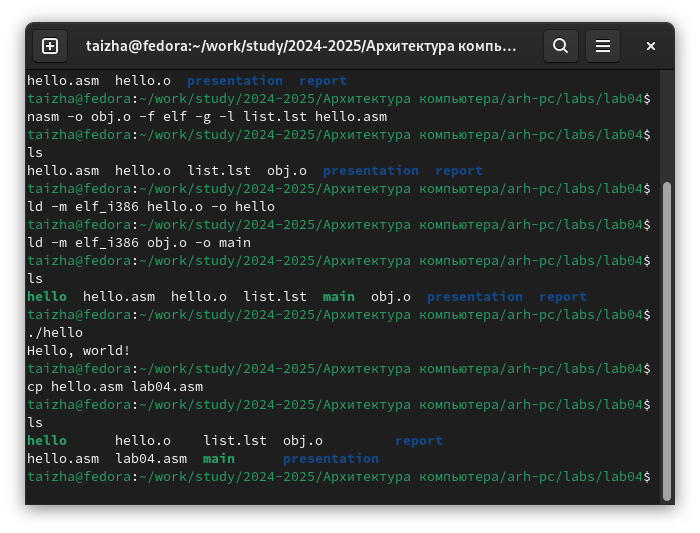 taizha@fedora:~/work/study/2024-2025/Архитектура компь…
hello.asm  hello.o  presentation  report
taizha@fedora:~/work/study/2024-2025/Архитектура компьютера/arh-pc/labs/lab04$
nasm -o obj.o -f elf -g -l list.lst hello.asm
taizha@fedora:~/work/study/2024-2025/Архитектура компьютера/arh-pc/labs/lab04$
ls
hello.asm  hello.o  list.lst  obj.o  presentation  report
taizha@fedora:~/work/study/2024-2025/Архитектура компьютера/arh-pc/labs/lab04$
ld -m elf_i386 hello.o -o hello
taizha@fedora:~/work/study/2024-2025/Архитектура компьютера/arh-pc/labs/lab04$
ld -m elf_i386 obj.o -o main
taizha@fedora:~/work/study/2024-2025/Архитектура компьютера/arh-pc/labs/lab04$
ls
hello  hello.asm  hello.o  list.lst  main  obj.o  presentation  report
taizha@fedora:~/work/study/2024-2025/Архитектура компьютера/arh-pc/labs/lab04$
./hello
Hello, world!
taizha@fedora:~/work/study/2024-2025/Архитектура компьютера/arh-pc/labs/lab04$
cp hello.asm lab04.asm
taizha@fedora:~/work/study/2024-2025/Архитектура компьютера/arh-pc/labs/lab04$
ls
hello      hello.o    list.lst  obj.o         report
hello.asm  lab04.asm  main      presentation
taizha@fedora:~/work/study/2024-2025/Архитектура компьютера/arh-pc/labs/lab04$